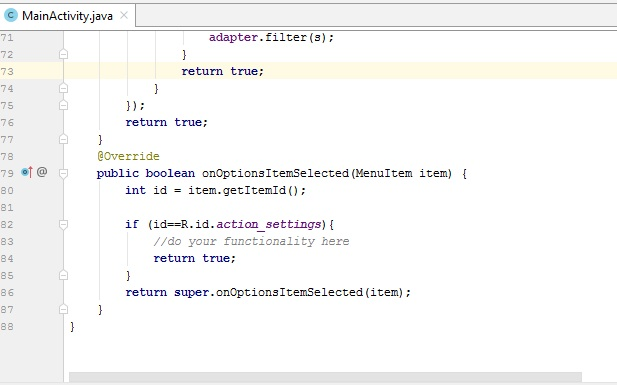 MainActivity.java
71 adapter.filter(s);
72 }
73 return true;
74 }
75 });
76 return true;
77 }
78 @Override
79 @ public boolean onOptionsItemSelected(MenuItem item) {
80 int id = item.getItemId();
81
82 if (id==R.id.action_settings){
83 //do your functionality here
84 return true;
85 }
86 return super.onOptionsItemSelected(item);
87 }
88 }